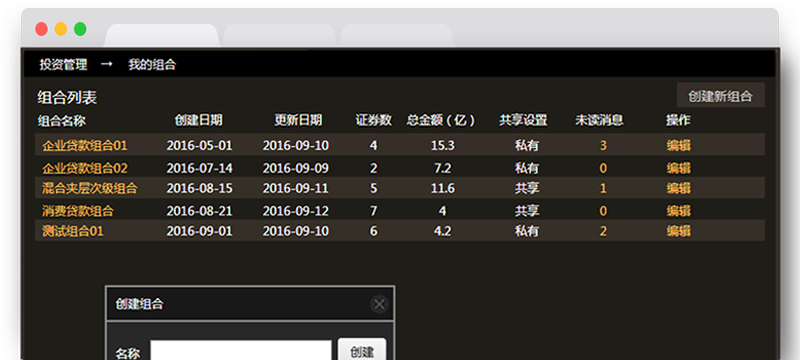 投资管理 → 我的组合
组合列表 创建新组合
组合名称 创建日期 更新日期 证券数 总金额（亿） 共享设置 未读消息 操作
企业贷款组合01 2016-05-01 2016-09-10 4 15.3 私有 3 编辑
企业贷款组合02 2016-07-14 2016-09-09 2 7.2 私有 0 编辑
混合夹层次级组合 2016-08-15 2016-09-11 5 11.6 共享 1 编辑
消费贷款组合 2016-08-21 2016-09-12 7 4 共享 0 编辑
测试组合01 2016-09-01 2016-09-10 6 4.2 私有 2 编辑
创建组合
名称 创建